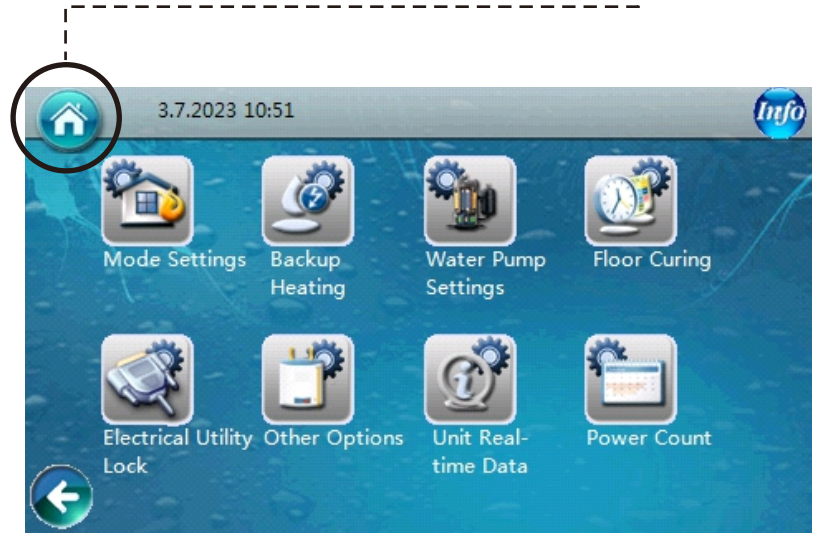 3.7.2023 10:51
Info
Mode Settings
Backup
Heating
Water Pump
Settings
Floor Curing
Electrical Utility
Lock
Other Options
Unit Real-
time Data
Power Count